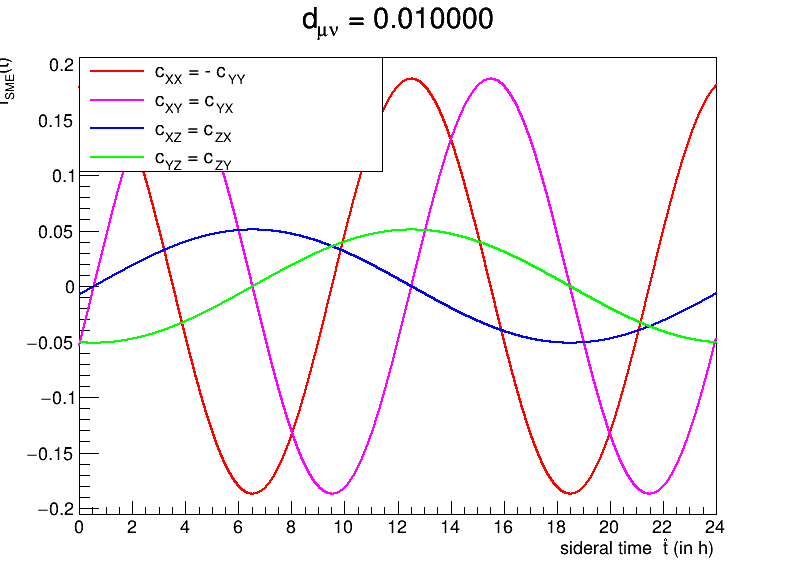 d_μν = 0.010000
f_SME(t)
c_XX = - c_YY
c_XY = c_YX
c_XZ = c_ZX
c_YZ = c_ZY
0.2
0.15
0.1
0.05
0
−0.05
−0.1
−0.15
−0.2
0 2 4 6 8 10 12 14 16 18 20 22 24
sideral time t̂ (in h)